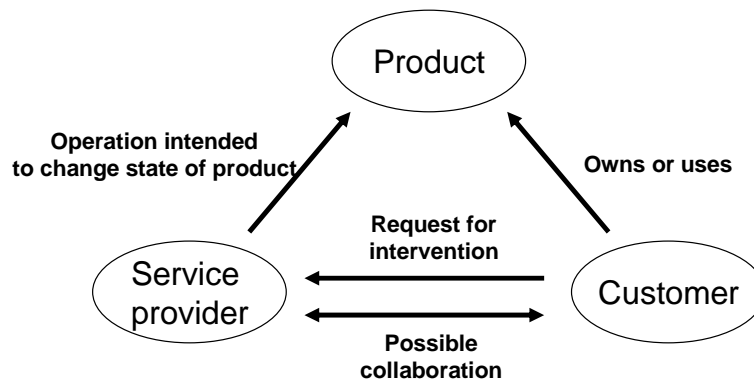 Product
Operation intended
to change state of product
Owns or uses
Request for
intervention
Service
provider
Customer
Possible
collaboration